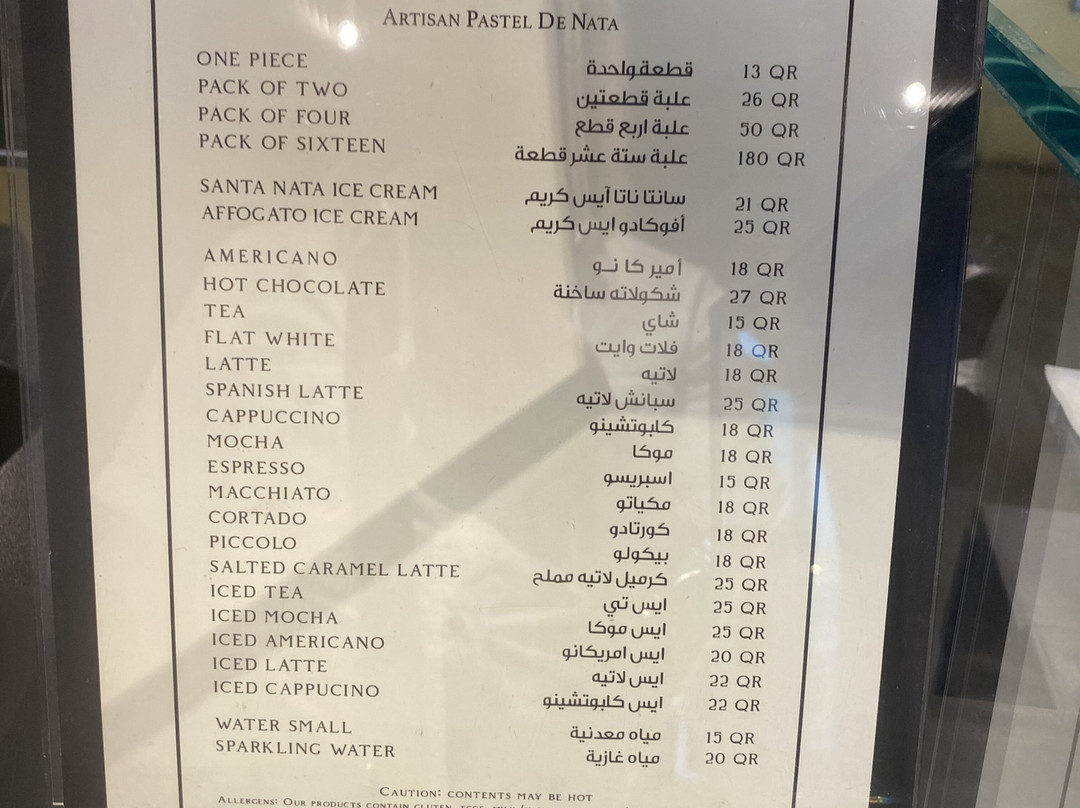 ARTISAN PASTEL DE NATA
ONE PIECE قطعة واحدة 13 QR
PACK OF TWO علبة قطعتين 26 QR
PACK OF FOUR علبة اربع قطع 50 QR
PACK OF SIXTEEN علبة ستة عشر قطعة 180 QR
SANTA NATA ICE CREAM سانتا ناتا آيس كريم 21 QR
AFFOGATO ICE CREAM أفوكادو ايس كريم 25 QR
AMERICANO أميركانـو 18 QR
HOT CHOCOLATE شكولاته ساخنة 27 QR
TEA شاي 15 QR
FLAT WHITE فلات وايت 18 QR
LATTE لاتيه 18 QR
SPANISH LATTE سبانش لاتيه 25 QR
CAPPUCCINO كابوتشينو 18 QR
MOCHA موكا 18 QR
ESPRESSO اسبريسو 15 QR
MACCHIATO مكياتو 18 QR
CORTADO كورتادو 18 QR
PICCOLO بيكولو 18 QR
SALTED CARAMEL LATTE كرميل لاتيه مملح 25 QR
ICED TEA ايس تي 25 QR
ICED MOCHA ايس موكا 25 QR
ICED AMERICANO ايس امريكانو 20 QR
ICED LATTE ايس لاتيه 22 QR
ICED CAPPUCINO ايس كابوتشينو 22 QR
WATER SMALL مياه معدنية 15 QR
SPARKLING WATER مياه غازية 20 QR
CAUTION: CONTENTS MAY BE HOT
ALLERGENS: OUR PRODUCTS CONTAIN GLUTEN,